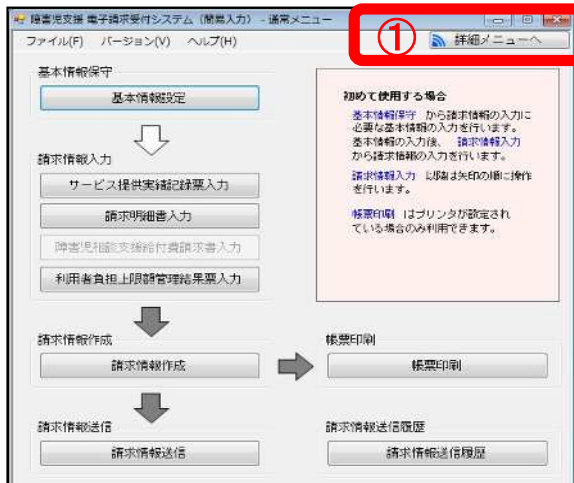 障害児支援 電子請求受付システム（簡易入力） - 通常メニュー
ファイル(F) バージョン(V) ヘルプ(H)
① 詳細メニューへ
基本情報保守
基本情報設定
初めて使用する場合
基本情報保守 から請求情報の入力に
必要な基本情報の入力を行います。
基本情報の入力後、 請求情報入力
から請求情報の入力を行います。
請求情報入力 以降は矢印の順に操作
を行います。
帳票印刷 はプリンタが設定され
ている場合のみ利用できます。
請求情報入力
サービス提供実績記録票入力
請求明細書入力
障害児相談支援給付費請求書入力
利用者負担上限額管理結果票入力
請求情報作成
請求情報作成
帳票印刷
帳票印刷
請求情報送信
請求情報送信
請求情報送信履歴
請求情報送信履歴